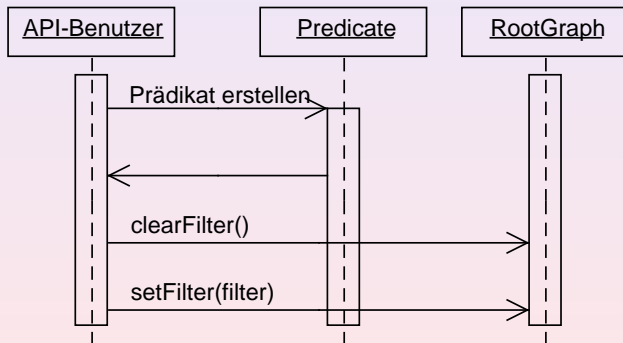 API-Benutzer
Predicate
RootGraph
Prädikat erstellen
clearFilter()
setFilter(filter)